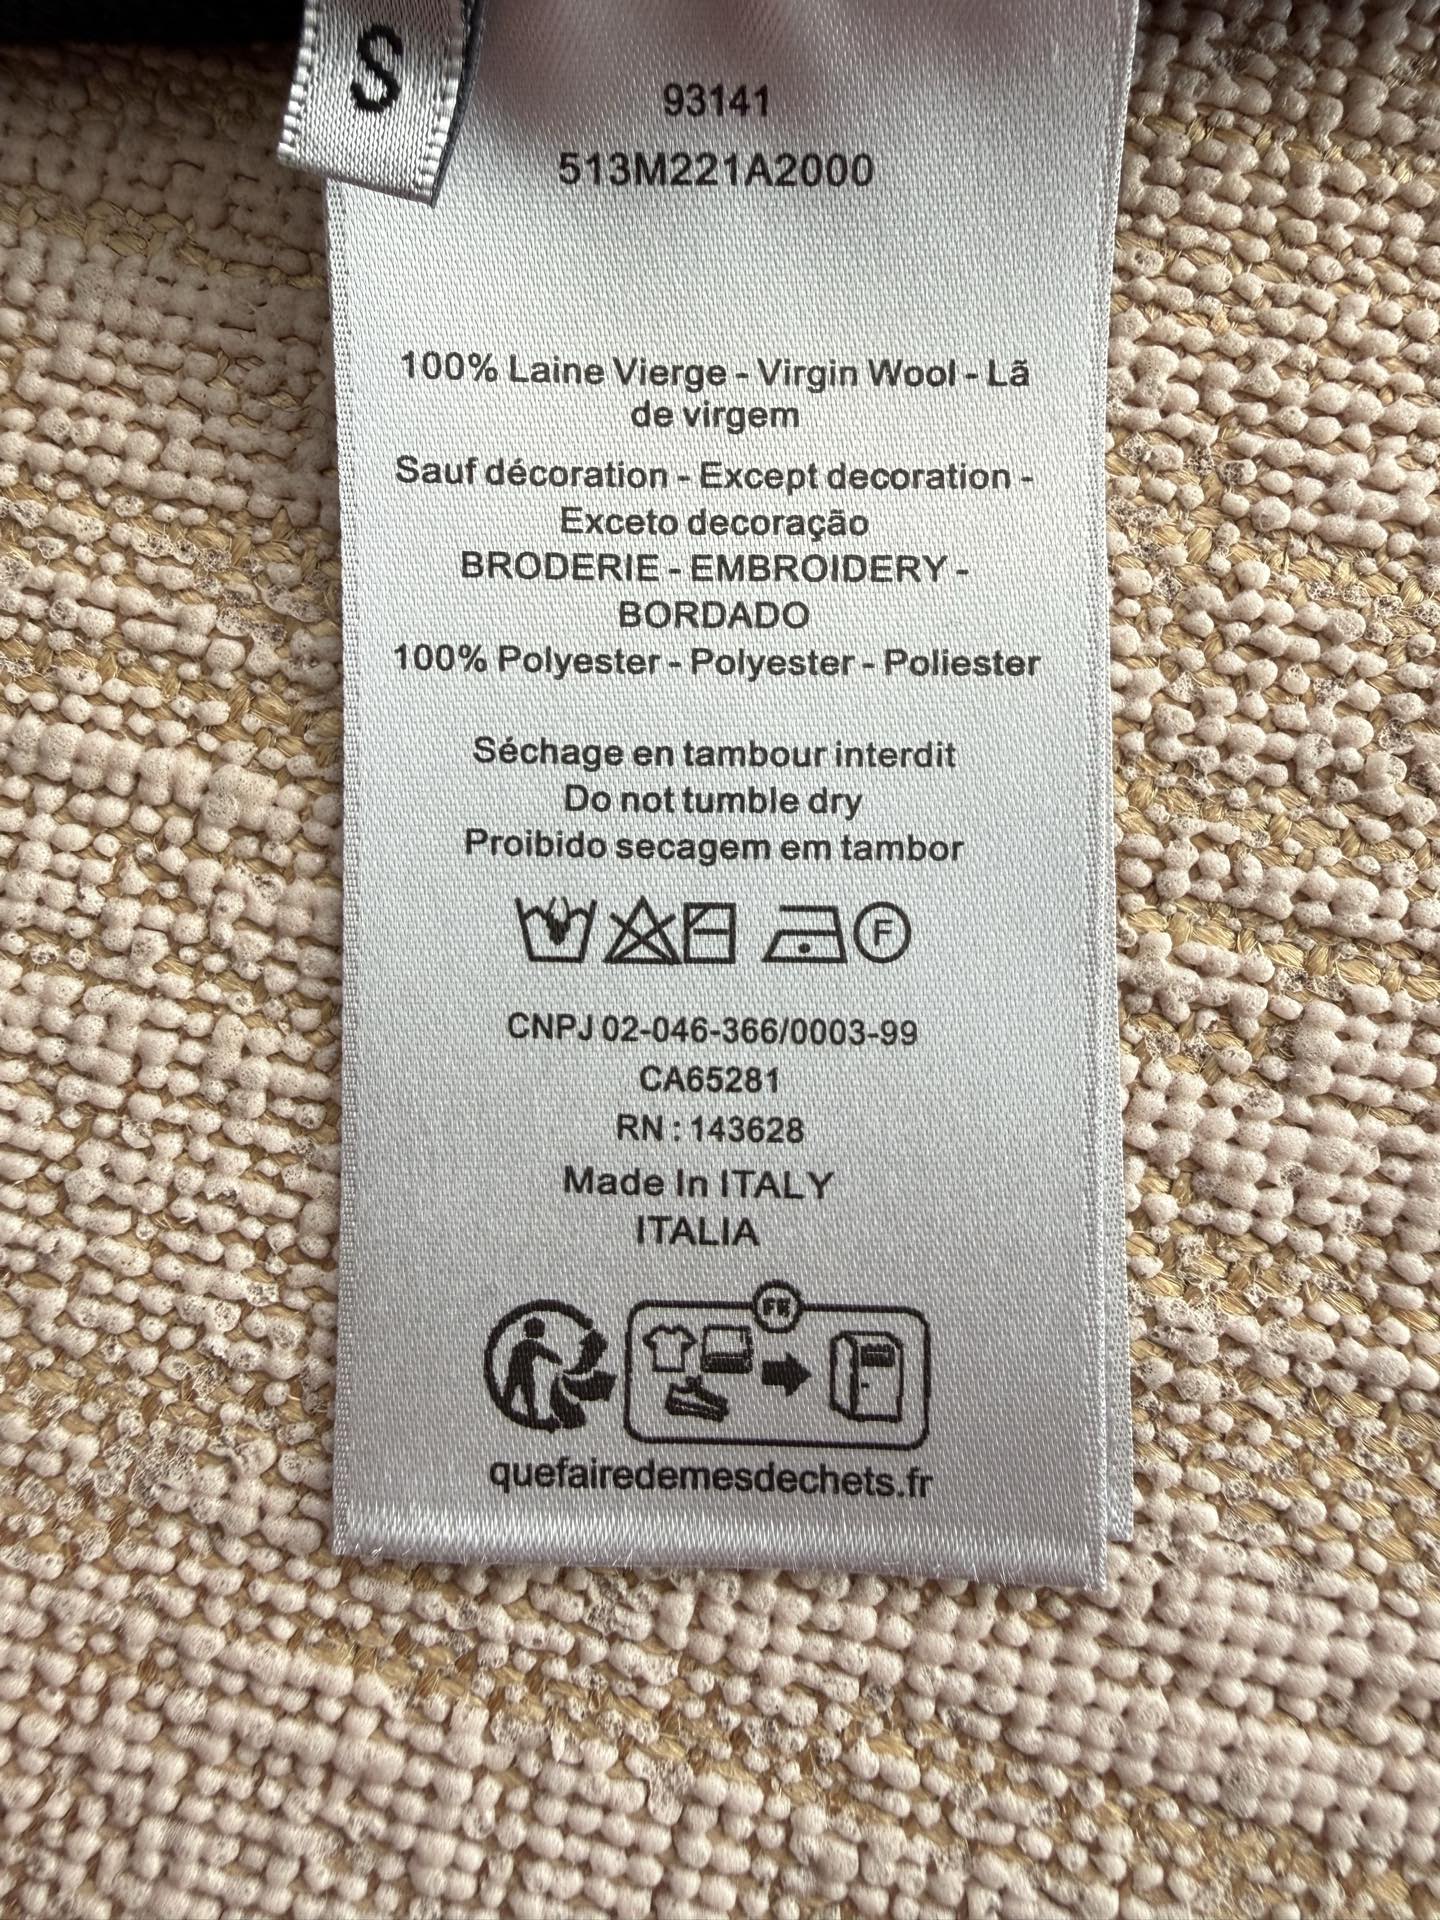 S
93141
513M221A2000
100% Laine Vierge - Virgin Wool - Lã
de virgem
Sauf décoration - Except decoration -
Exceto decoração
BRODERIE - EMBROIDERY -
BORDADO
100% Polyester - Polyester - Poliester
Séchage en tambour interdit
Do not tumble dry
Proibido secagem em tambor
F
CNPJ 02-046-366/0003-99
CA65281
RN : 143628
Made In ITALY
ITALIA
FR
quefairedemesdechets.fr